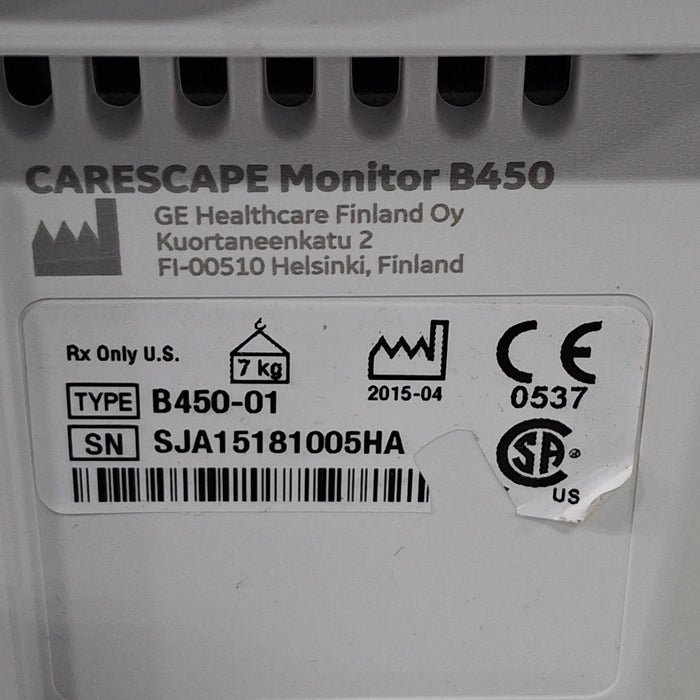 CARESCAPE Monitor B450
GE Healthcare Finland Oy
Kuortaneenkatu 2
FI-00510 Helsinki, Finland
Rx Only U.S.
7 kg
2015-04
CE
0537
TYPE B450-01
SN SJA15181005HA
SA®
US